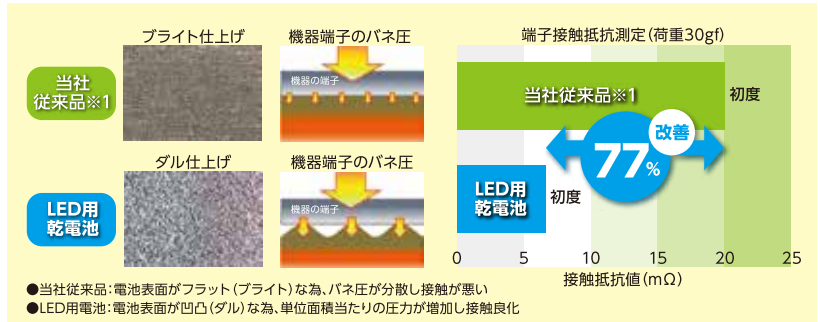 ブライト仕上げ
機器端子のバネ圧
端子接触抵抗測定(荷重30gf)
当社
従来品※1
機器の端子
当社従来品※1
初度
改善
77%
ダル仕上げ
機器端子のバネ圧
LED用
乾電池
機器の端子
LED用
乾電池
初度
0 5 10 15 20 25
接触抵抗値(mΩ)
●当社従来品:電池表面がフラット(ブライト)な為、バネ圧が分散し接触が悪い
●LED用電池:電池表面が凹凸(ダル)な為、単位面積当たりの圧力が増加し接触良化